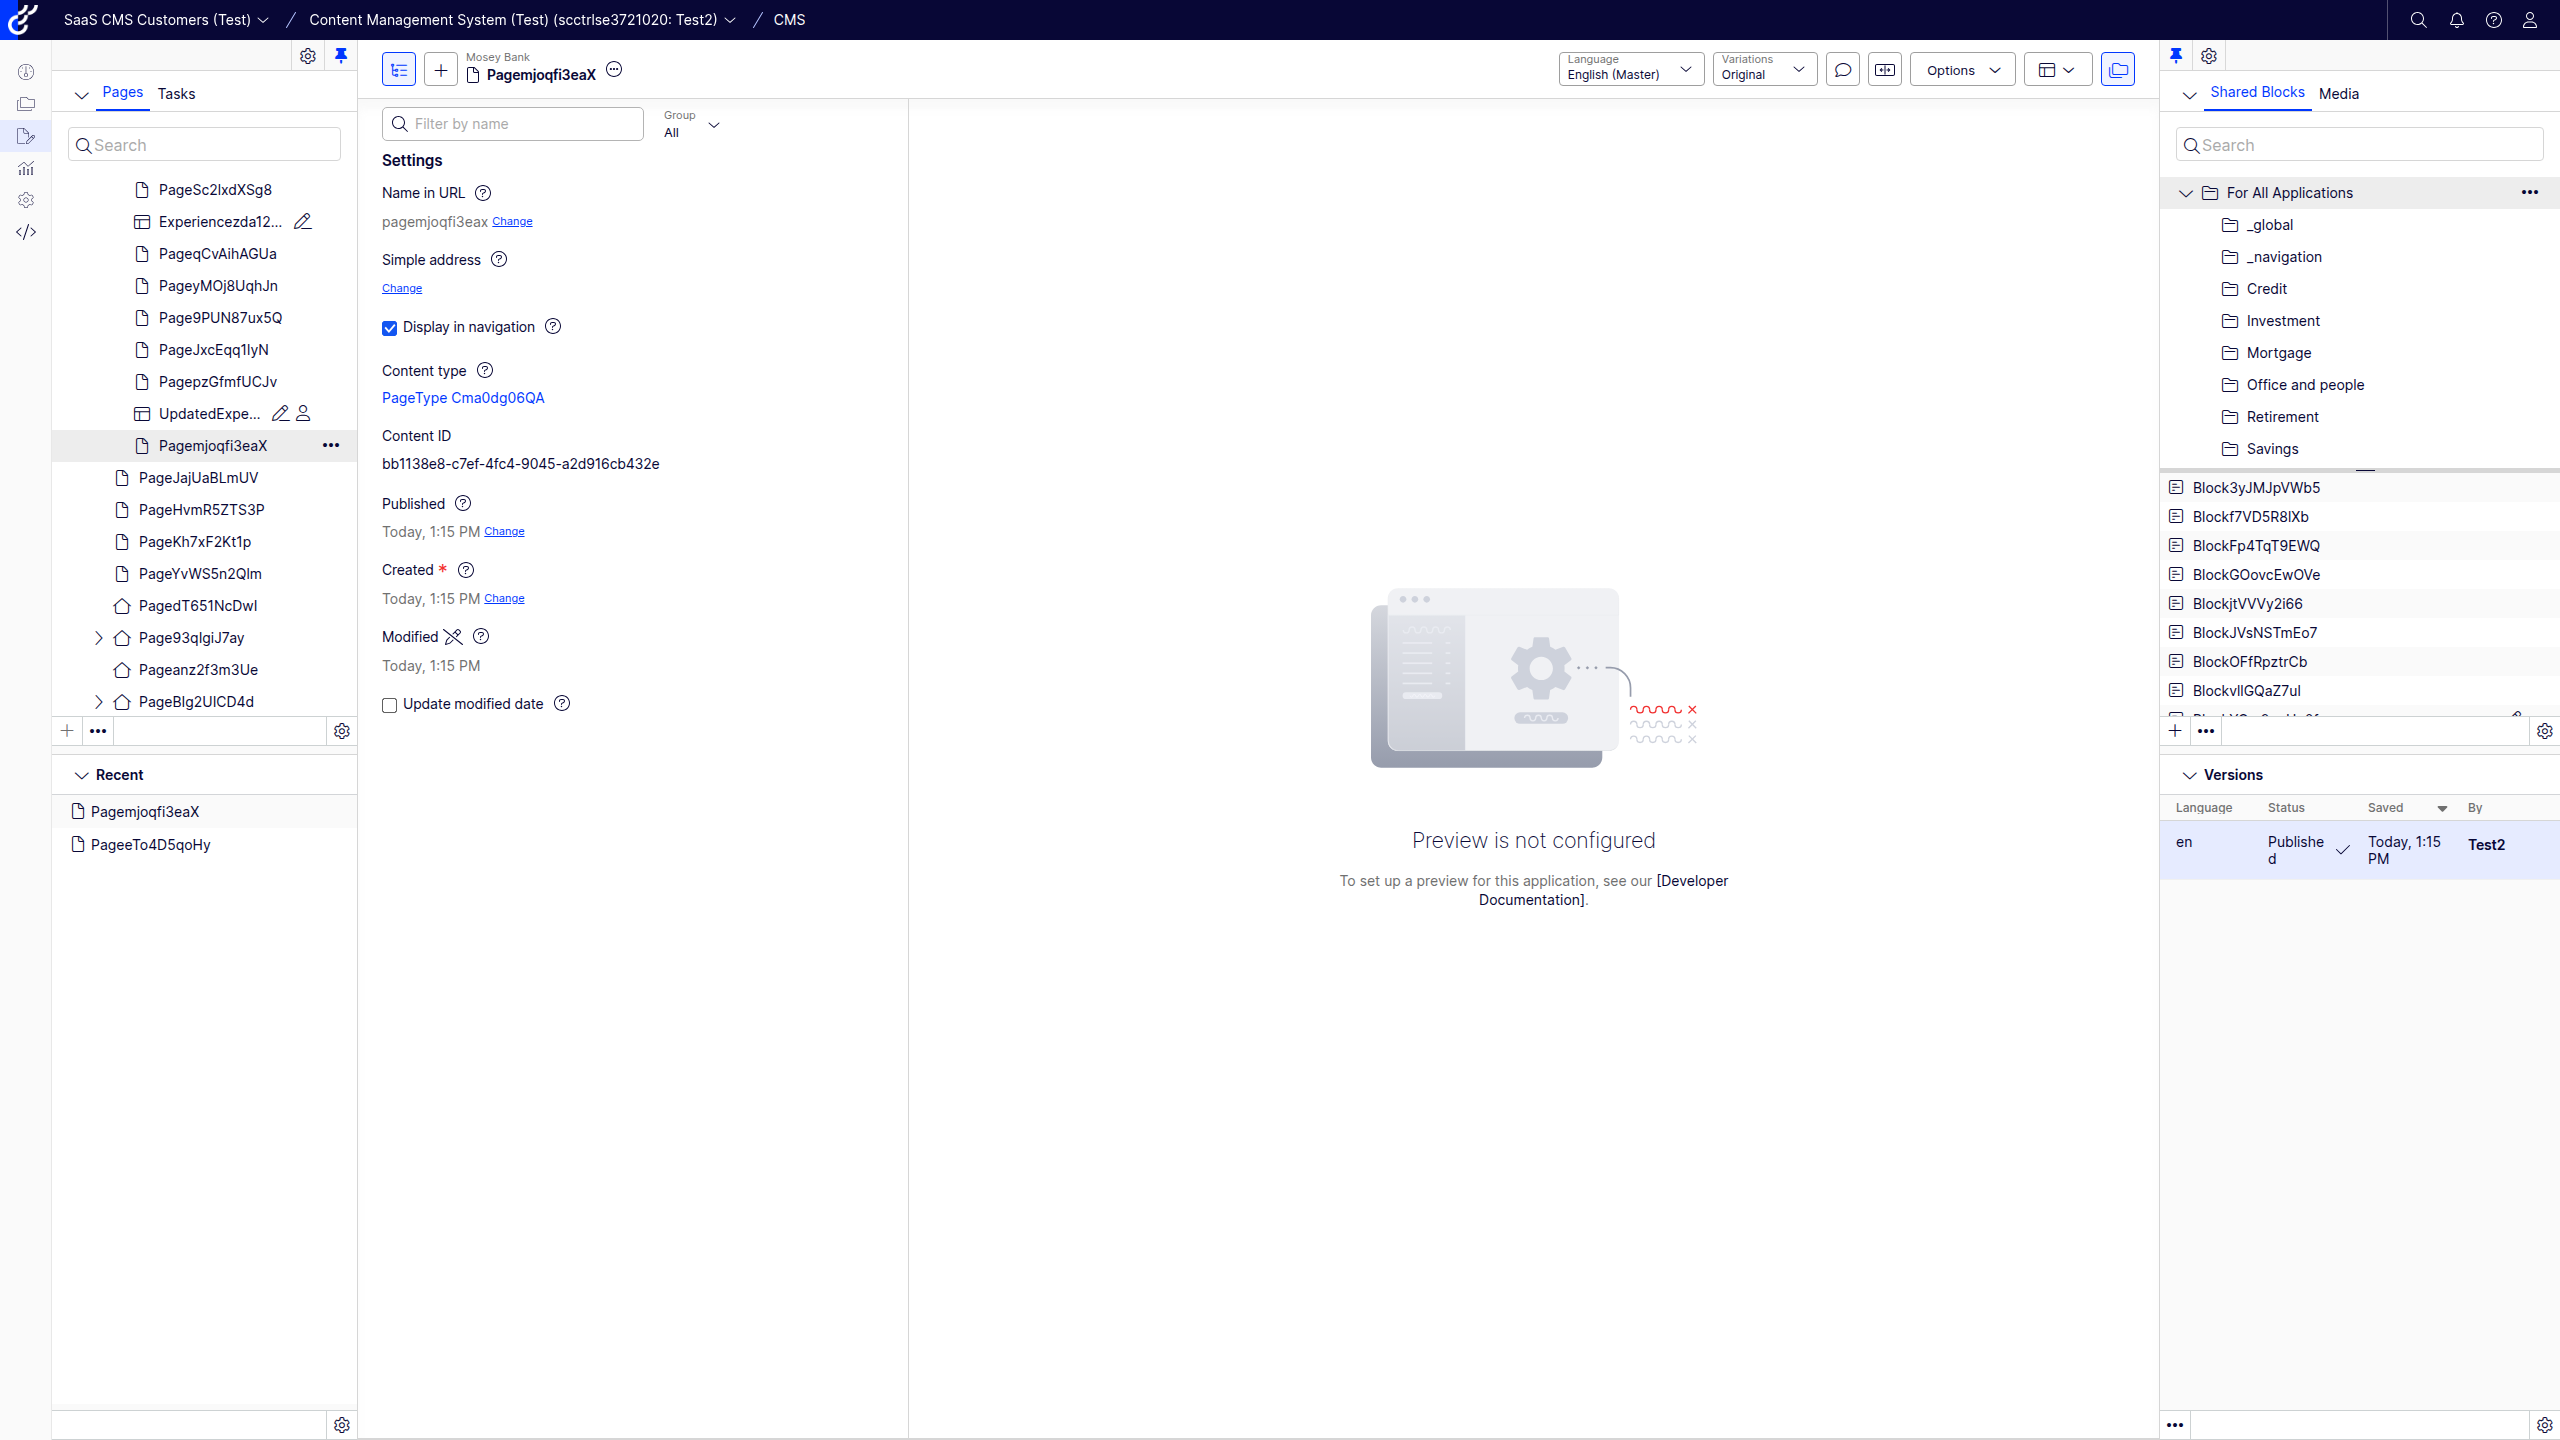 SaaS CMS Customers (Test) / Content Management System (Test) (scctrlse3721020: Test2) / CMS
Pages Tasks
Search
PageSc2lxdXSg8
Experiencezda12...
PageqCvAihAGUa
PageyMOj8UqhJn
Page9PUN87ux5Q
PageJxcEqq1lyN
PagepzGfmfUCJv
UpdatedExpe...
Pagemjoqfi3eaX
PageJajUaBLmUV
PageHvmR5ZTS3P
PageKh7xF2Kt1p
PageYvWS5n2Qlm
PagedT651NcDwI
Page93qIgiJ7ay
Pageanz2f3m3Ue
PageBIg2UICD4d
Recent
Pagemjoqfi3eaX
PageeTo4D5qoHy
Mosey Bank
Pagemjoqfi3eaX
Language
English (Master)
Variations
Original
Options
Filter by name
Group
All
Settings
Name in URL
pagemjoqfi3eax Change
Simple address
Change
Display in navigation
Content type
PageType Cma0dg06QA
Content ID
bb1138e8-c7ef-4fc4-9045-a2d916cb432e
Published
Today, 1:15 PM Change
Created *
Today, 1:15 PM Change
Modified
Today, 1:15 PM
Update modified date
Preview is not configured
To set up a preview for this application, see our [Developer
Documentation].
Shared Blocks Media
Search
For All Applications
_global
_navigation
Credit
Investment
Mortgage
Office and people
Retirement
Savings
Block3yJMJpVWb5
Blockf7VD5R8lXb
BlockFp4TqT9EWQ
BlockGOovcEwOVe
BlockjtVVVy2i66
BlockJVsNSTmEo7
BlockOFfRpztrCb
BlockvllGQaZ7ul
Versions
Language Status Saved By
en Publishe Today, 1:15 Test2
d PM